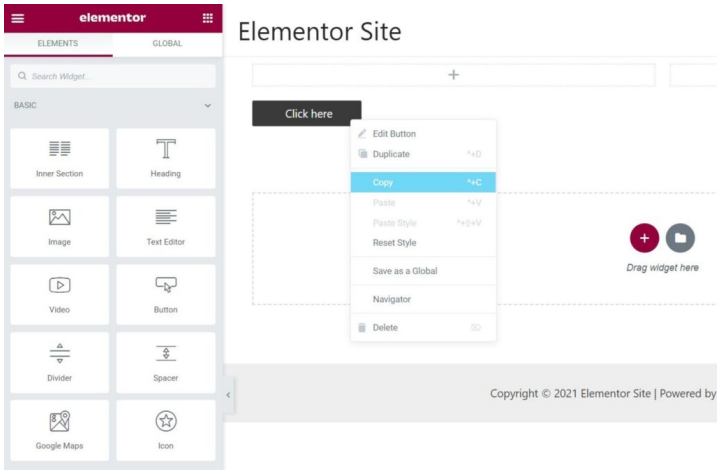 elementor
ELEMENTS
GLOBAL
Search Widget...
BASIC
Inner Section
Heading
Image
Text Editor
Video
Button
Divider
Spacer
Google Maps
Icon
Elementor Site
Click here
Edit Button
Duplicate ^+D
Copy ^+C
Paste ^+V
Paste Style ^+⇧+V
Reset Style
Save as a Global
Navigator
Delete ⌦
Drag widget here
Copyright © 2021 Elementor Site | Powered by